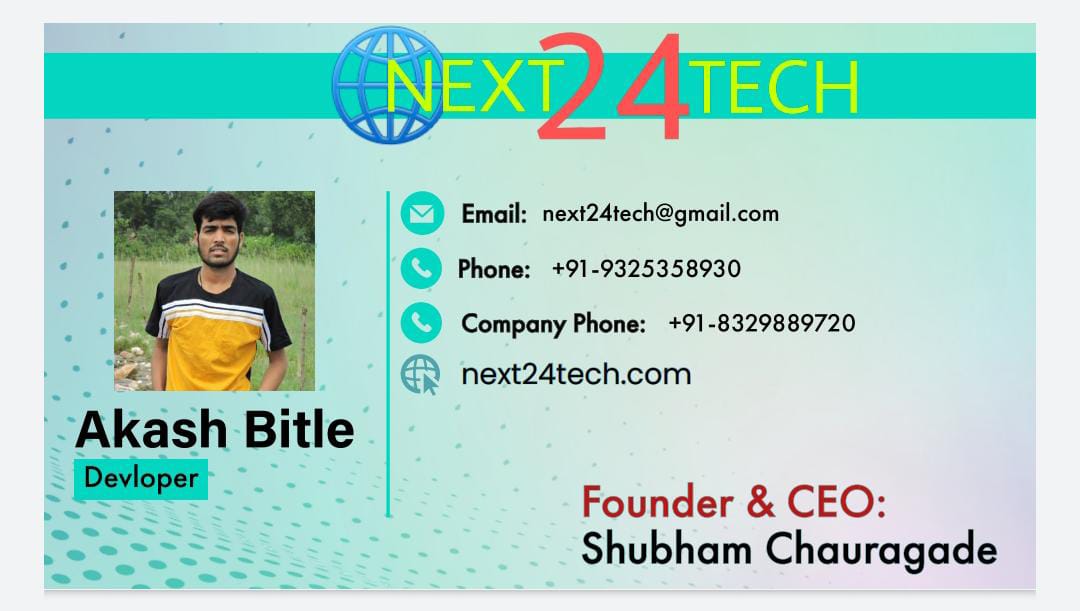 NEXT24TECH
Email: next24tech@gmail.com
Phone: +91-9325358930
Company Phone: +91-8329889720
next24tech.com
Akash Bitle
Devloper
Founder & CEO:
Shubham Chauragade